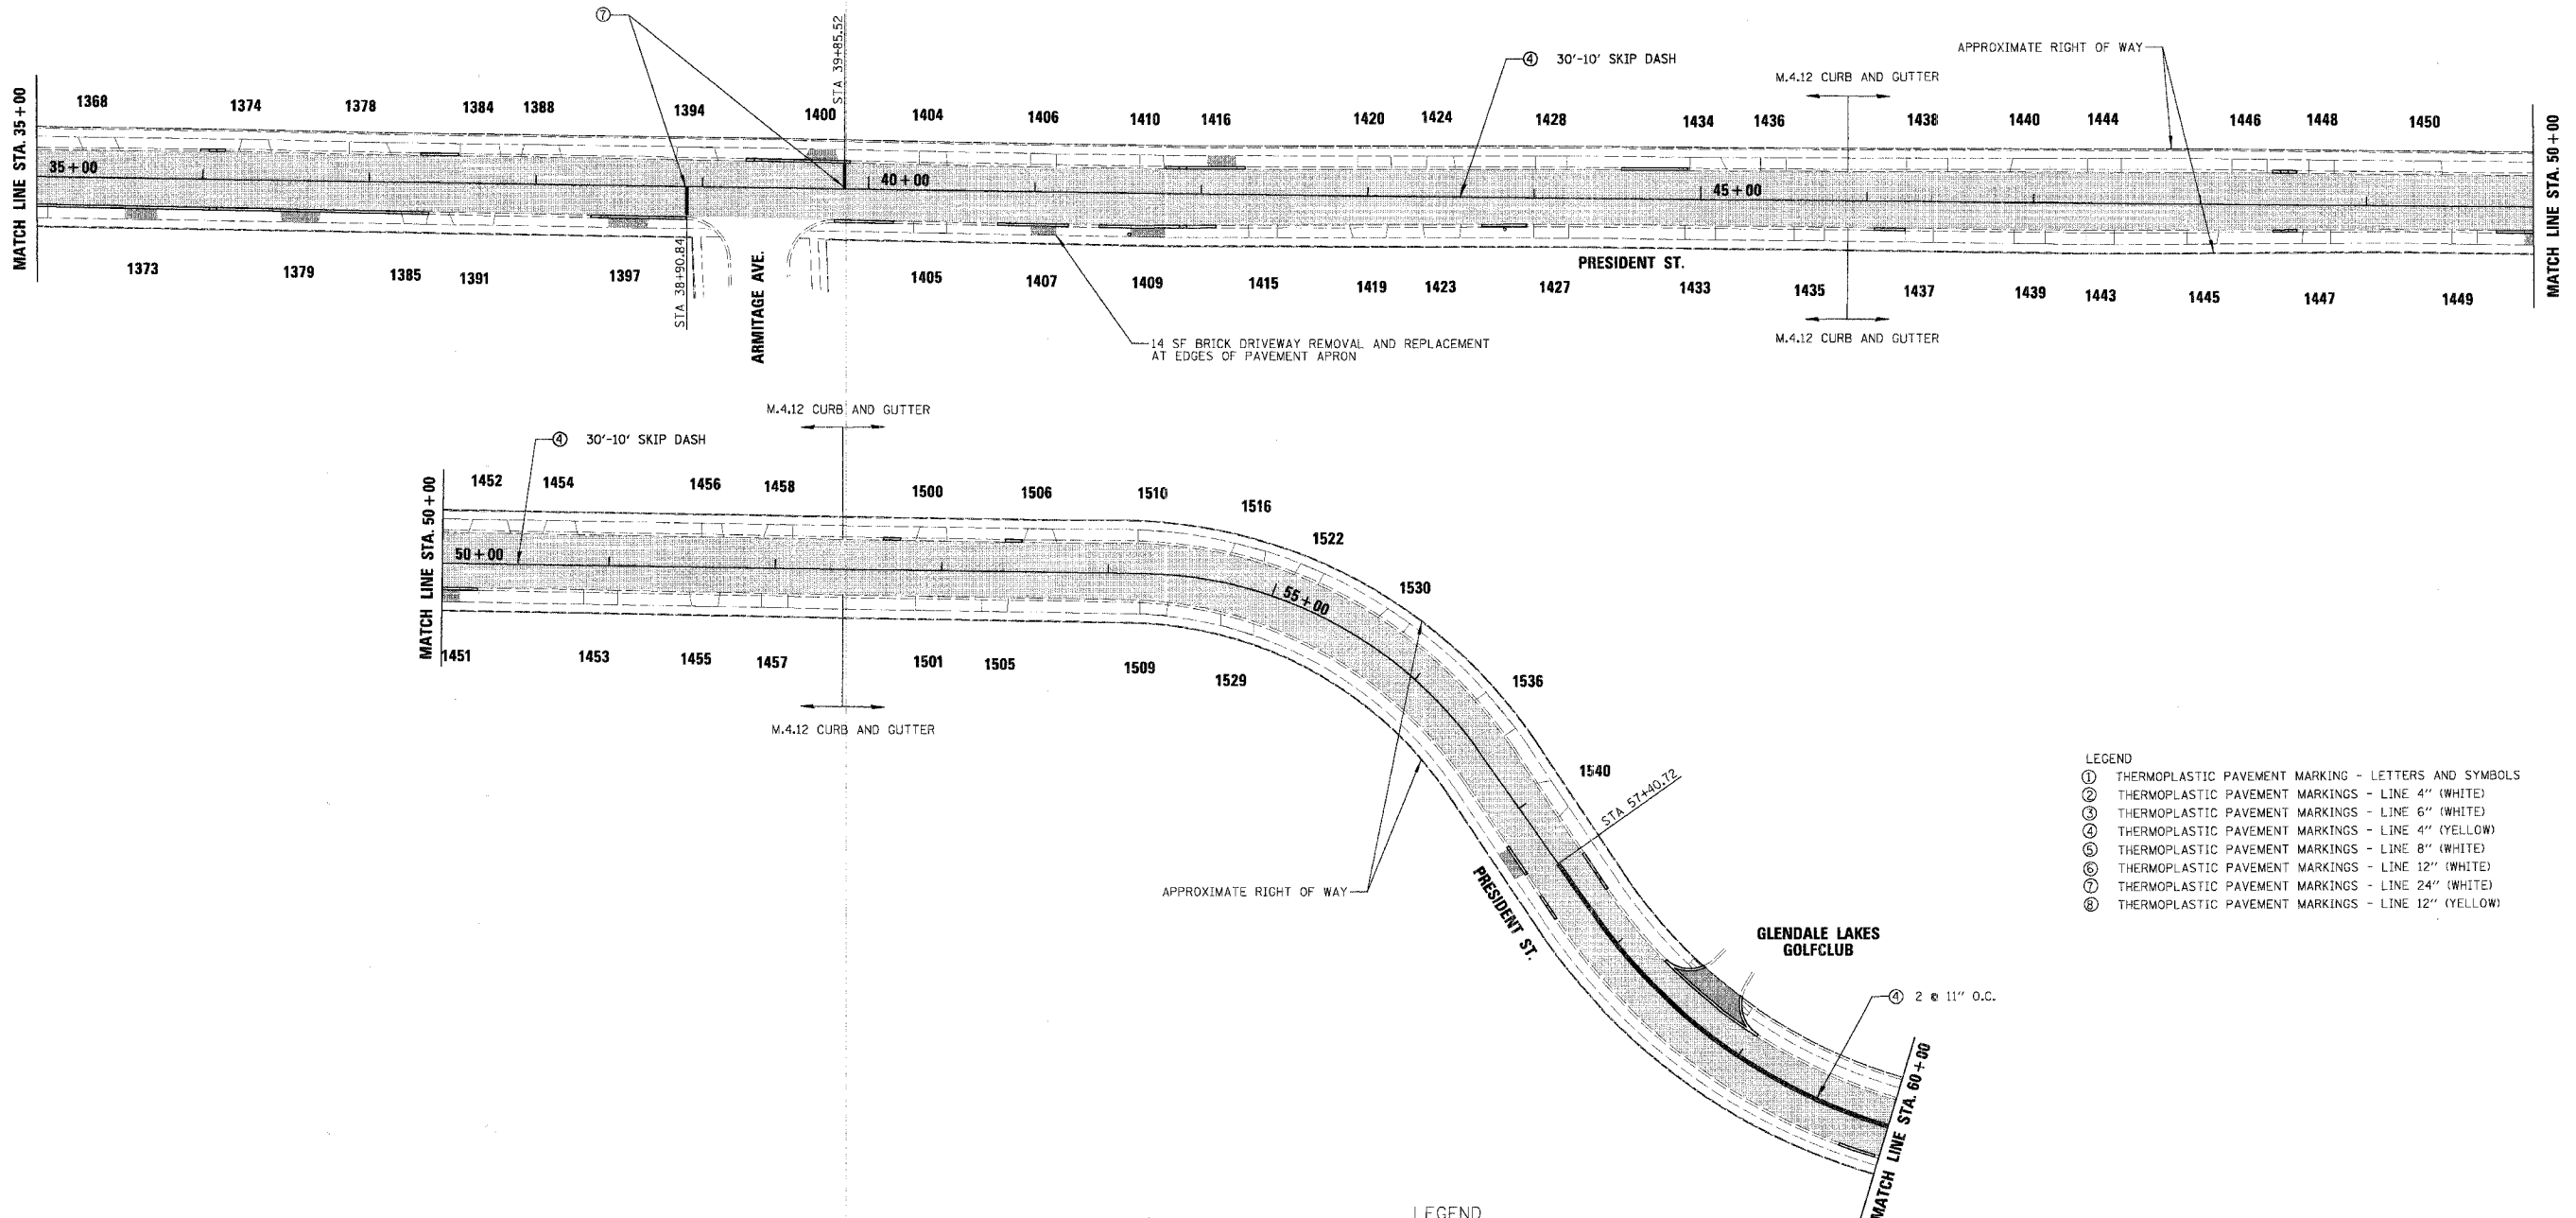 ⑦
STA 39+85.52
④ 30'-10' SKIP DASH
APPROXIMATE RIGHT OF WAY
M.4.12 CURB AND GUTTER
MATCH LINE STA. 35+00
1368 1374 1378 1384 1388 1394 1400 1404 1406 1410 1416 1420 1424 1428 1434 1436 1438 1440 1444 1446 1448 1450
MATCH LINE STA. 50+00
35+00 40+00 45+00
1373 1379 1385 1391 1397 1405 1407 1409 1415 1419 1423 1427 1433 1435 1437 1439 1443 1445 1447 1449
STA 38+90.84
ARMITAGE AVE.
PRESIDENT ST.
M.4.12 CURB AND GUTTER
14 SF BRICK DRIVEWAY REMOVAL AND REPLACEMENT
AT EDGES OF PAVEMENT APRON
M.4.12 CURB AND GUTTER
④ 30'-10' SKIP DASH
MATCH LINE STA. 50+00
1452 1454 1456 1458 1500 1506 1510 1516 1522 1530 1536 1540
50+00 55+00
1451 1453 1455 1457 1501 1505 1509 1529
M.4.12 CURB AND GUTTER
STA 57+40.72
APPROXIMATE RIGHT OF WAY
PRESIDENT ST.
GLENDALE LAKES
GOLFCLUB
④ 2 @ 11" O.C.
MATCH LINE STA. 60+00
LEGEND
① THERMOPLASTIC PAVEMENT MARKING - LETTERS AND SYMBOLS
② THERMOPLASTIC PAVEMENT MARKINGS - LINE 4" (WHITE)
③ THERMOPLASTIC PAVEMENT MARKINGS - LINE 6" (WHITE)
④ THERMOPLASTIC PAVEMENT MARKINGS - LINE 4" (YELLOW)
⑤ THERMOPLASTIC PAVEMENT MARKINGS - LINE 8" (WHITE)
⑥ THERMOPLASTIC PAVEMENT MARKINGS - LINE 12" (WHITE)
⑦ THERMOPLASTIC PAVEMENT MARKINGS - LINE 24" (WHITE)
⑧ THERMOPLASTIC PAVEMENT MARKINGS - LINE 12" (YELLOW)
LEGEND